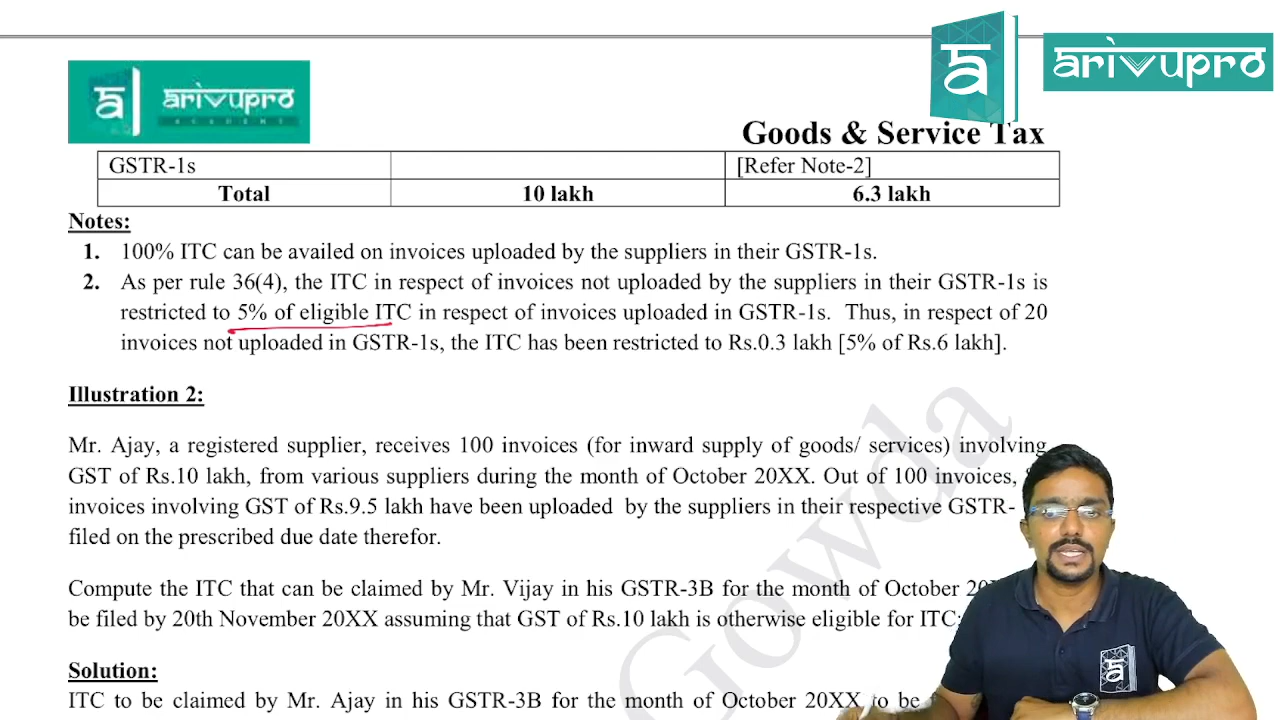 ā arivupro
ā arivupro
ACADEMY
Goods & Service Tax
GSTR-1s [Refer Note-2]
Total 10 lakh 6.3 lakh
Notes:
1. 100% ITC can be availed on invoices uploaded by the suppliers in their GSTR-1s.
2. As per rule 36(4), the ITC in respect of invoices not uploaded by the suppliers in their GSTR-1s is
restricted to 5% of eligible ITC in respect of invoices uploaded in GSTR-1s. Thus, in respect of 20
invoices not uploaded in GSTR-1s, the ITC has been restricted to Rs.0.3 lakh [5% of Rs.6 lakh].
Illustration 2:
Mr. Ajay, a registered supplier, receives 100 invoices (for inward supply of goods/ services) involving
GST of Rs.10 lakh, from various suppliers during the month of October 20XX. Out of 100 invoices,
invoices involving GST of Rs.9.5 lakh have been uploaded by the suppliers in their respective GSTR-
filed on the prescribed due date therefor.
Compute the ITC that can be claimed by Mr. Vijay in his GSTR-3B for the month of October
be filed by 20th November 20XX assuming that GST of Rs.10 lakh is otherwise eligible for ITC:
Gowda
Solution:
ITC to be claimed by Mr. Ajay in his GSTR-3B for the month of October 20XX to be
ā